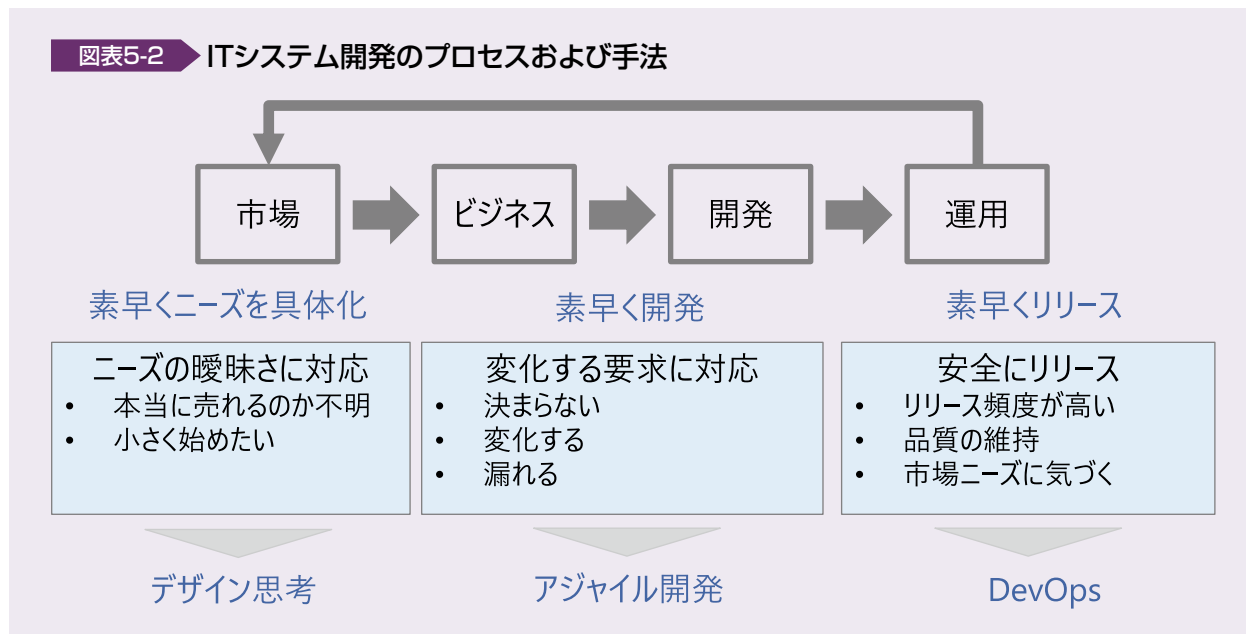 図表5-2 ITシステム開発のプロセスおよび手法
市場 ビジネス 開発 運用
素早くニーズを具体化
ニーズの曖昧さに対応
• 本当に売れるのか不明
• 小さく始めたい
デザイン思考
素早く開発
変化する要求に対応
• 決まらない
• 変化する
• 漏れる
アジャイル開発
素早くリリース
安全にリリース
• リリース頻度が高い
• 品質の維持
• 市場ニーズに気づく
DevOps